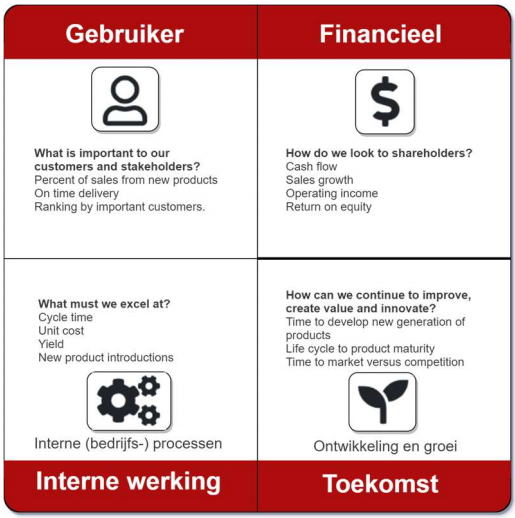 Gebruiker
Financieel
What is important to our
customers and stakeholders?
Percent of sales from new products
On time delivery
Ranking by important customers.
How do we look to shareholders?
Cash flow
Sales growth
Operating income
Return on equity
What must we excel at?
Cycle time
Unit cost
Yield
New product introductions
Interne (bedrijfs-) processen
How can we continue to improve,
create value and innovate?
Time to develop new generation of
products
Life cycle to product maturity
Time to market versus competition
Ontwikkeling en groei
Interne werking
Toekomst